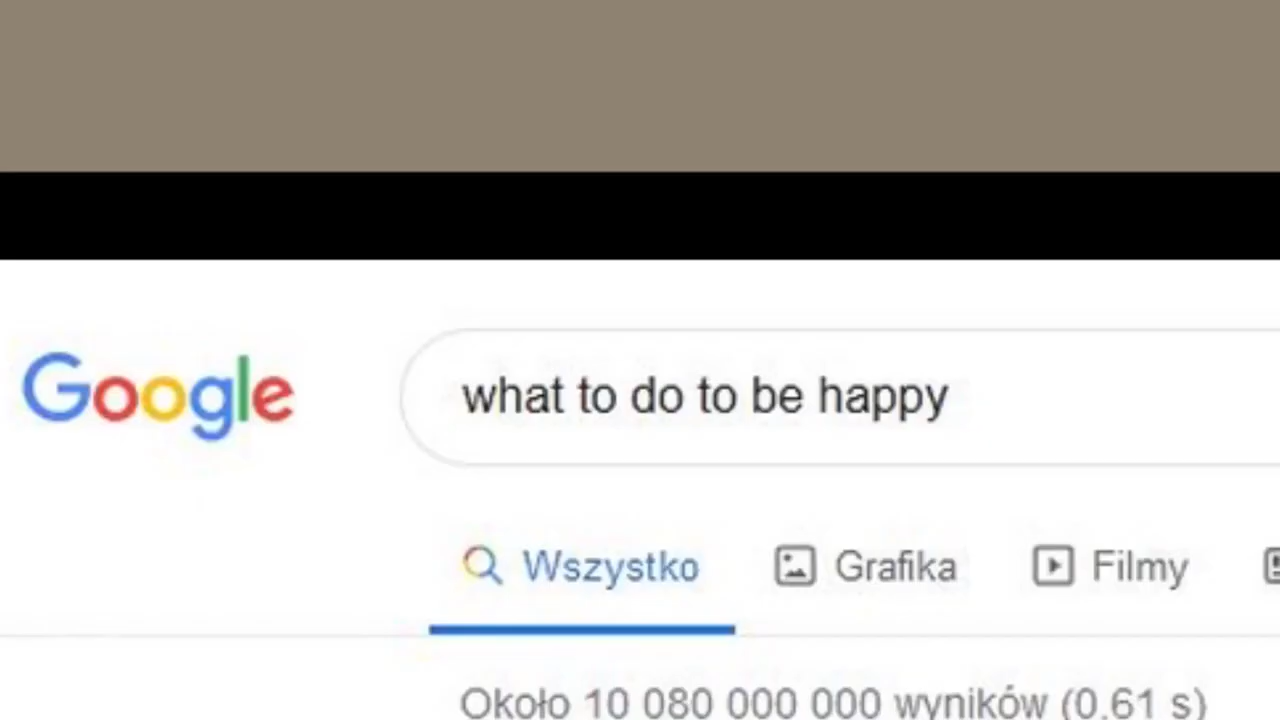 Google
what to do to be happy
Wszystko Grafika Filmy
Około 10 080 000 000 wyników (0,61 s)